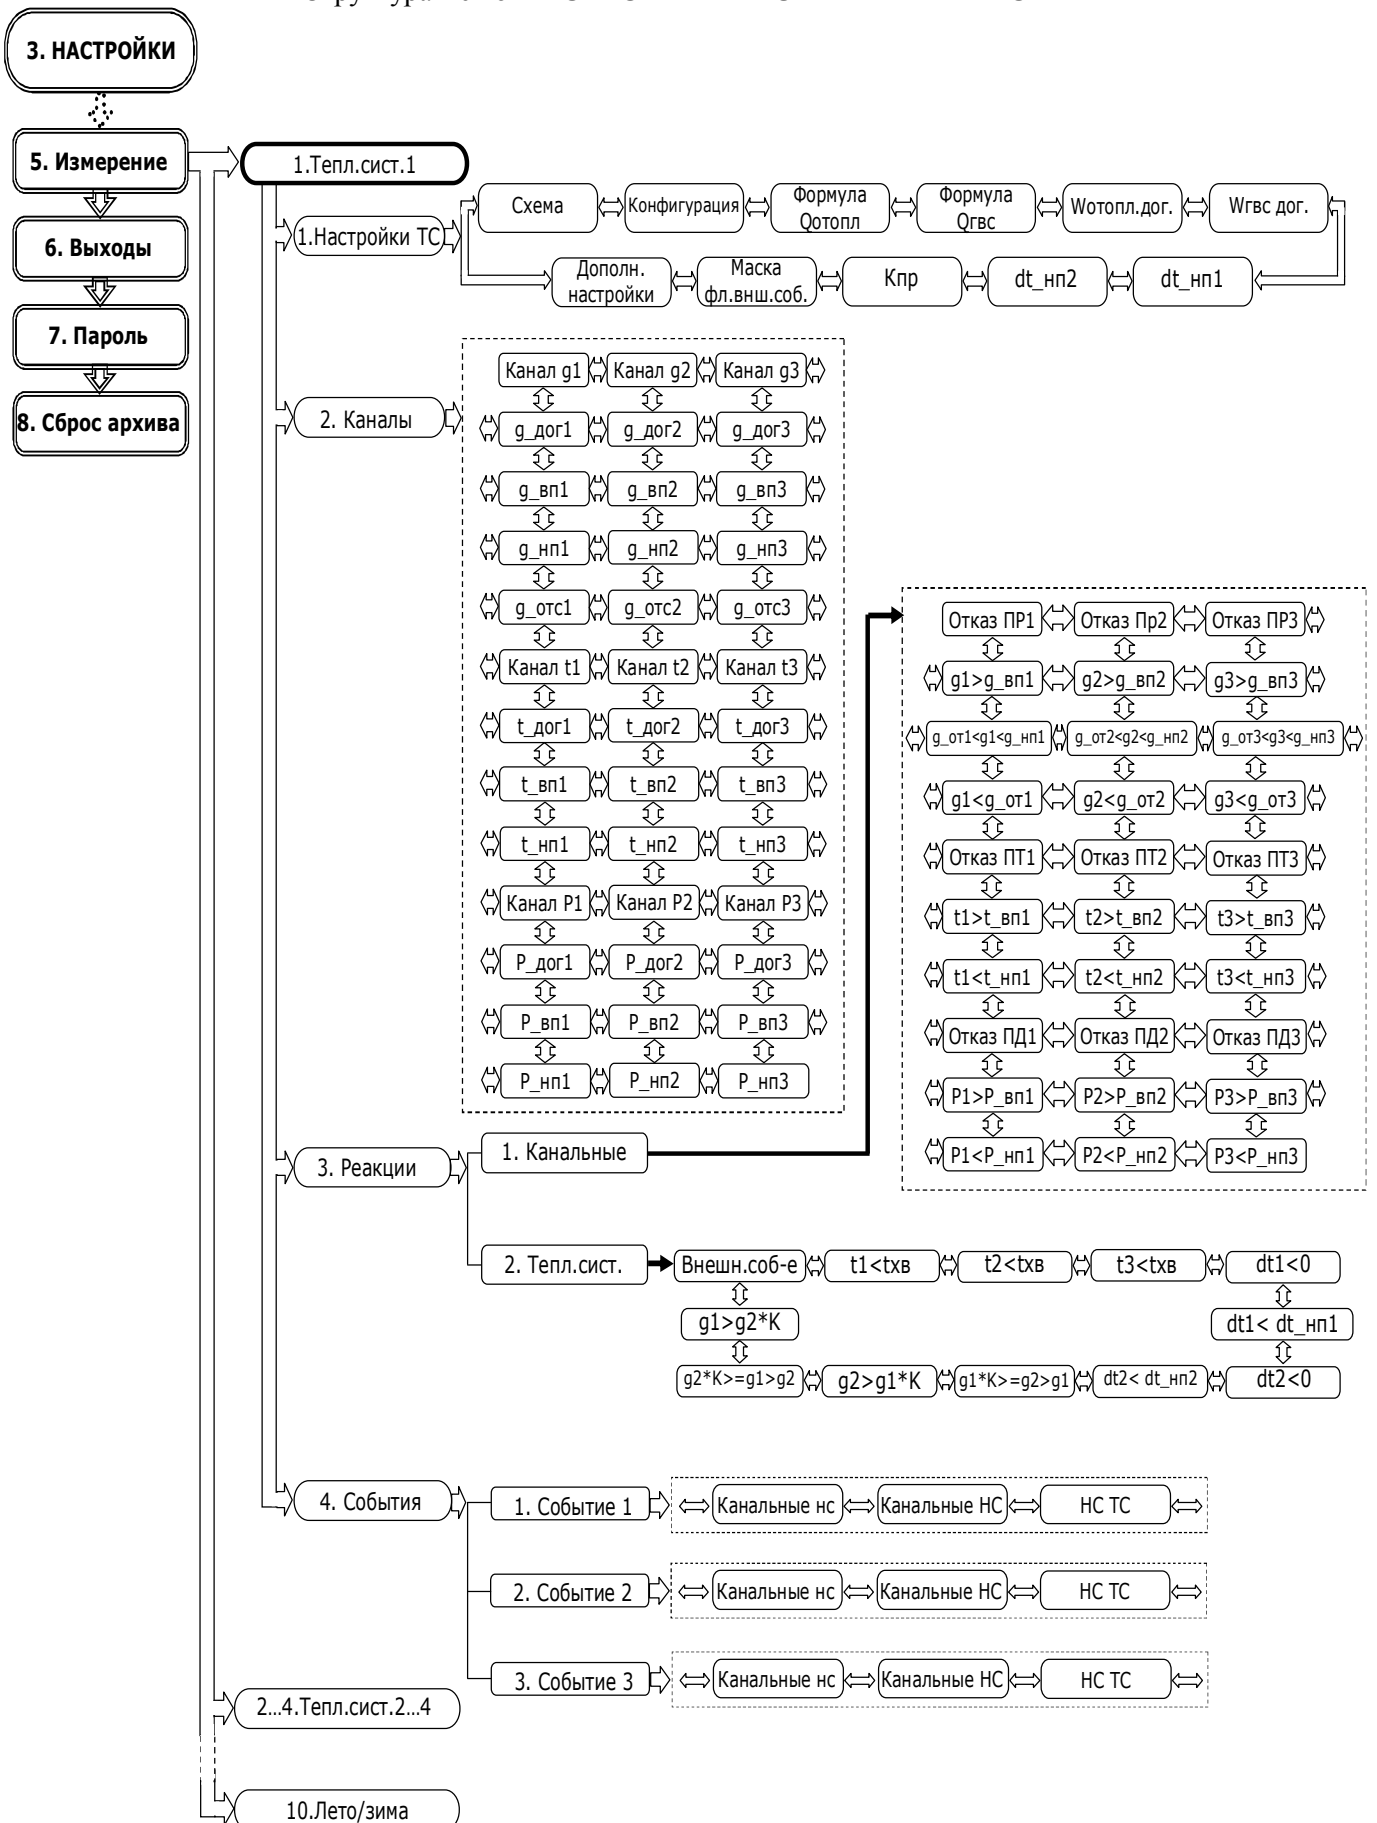 3. НАСТРОЙКИ
5. Измерение
6. Выходы
7. Пароль
8. Сброс архива
1.Тепл.сист.1
1.Настройки ТС
Схема
Конфигурация
Формула
Qотопл
Формула
Qгвс
Wотопл.дог.
Wгвс дог.
Дополн.
настройки
Маска
фл.внш.соб.
Кпр
dt_нп2
dt_нп1
2. Каналы
Канал g1 Канал g2 Канал g3
g_дог1 g_дог2 g_дог3
g_вп1 g_вп2 g_вп3
g_нп1 g_нп2 g_нп3
g_отс1 g_отс2 g_отс3
Канал t1 Канал t2 Канал t3
t_дог1 t_дог2 t_дог3
t_вп1 t_вп2 t_вп3
t_нп1 t_нп2 t_нп3
Канал P1 Канал P2 Канал P3
P_дог1 P_дог2 P_дог3
P_вп1 P_вп2 P_вп3
P_нп1 P_нп2 P_нп3
Отказ ПР1 Отказ Пр2 Отказ ПР3
g1>g_вп1 g2>g_вп2 g3>g_вп3
g_от1<g1<g_нп1 g_от2<g2<g_нп2 g_от3<g3<g_нп3
g1<g_от1 g2<g_от2 g3<g_от3
Отказ ПТ1 Отказ ПТ2 Отказ ПТ3
t1>t_вп1 t2>t_вп2 t3>t_вп3
t1<t_нп1 t2<t_нп2 t3<t_нп3
Отказ ПД1 Отказ ПД2 Отказ ПД3
P1>P_вп1 P2>P_вп2 P3>P_вп3
P1<P_нп1 P2<P_нп2 P3<P_нп3
3. Реакции
1. Канальные
2. Тепл.сист.
Внешн.соб-е t1<tхв t2<tхв t3<tхв dt1<0
g1>g2*K dt1< dt_нп1
g2*K>=g1>g2 g2>g1*K g1*K>=g2>g1 dt2< dt_нп2 dt2<0
4. События
1. Событие 1 Канальные нс Канальные НС НС ТС
2. Событие 2 Канальные нс Канальные НС НС ТС
3. Событие 3 Канальные нс Канальные НС НС ТС
2...4.Тепл.сист.2...4
10.Лето/зима